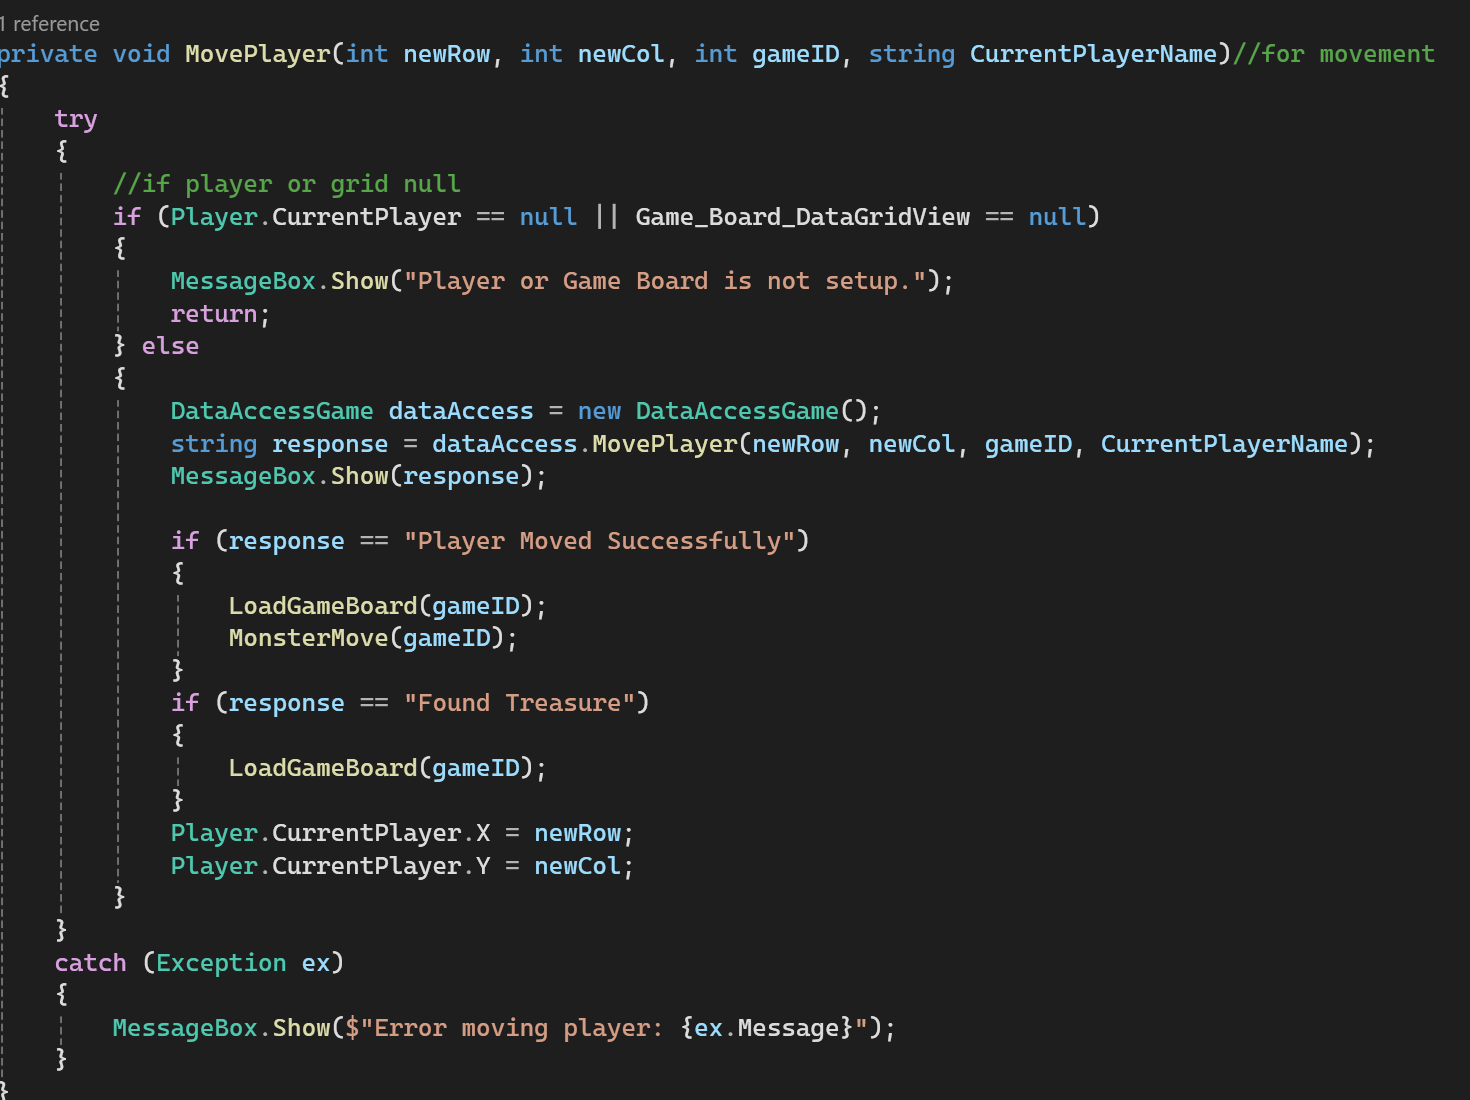 1 reference
private void MovePlayer(int newRow, int newCol, int gameID, string CurrentPlayerName)//for movement
{
try
{
//if player or grid null
if (Player.CurrentPlayer == null || Game_Board_DataGridView == null)
{
MessageBox.Show("Player or Game Board is not setup.");
return;
} else
{
DataAccessGame dataAccess = new DataAccessGame();
string response = dataAccess.MovePlayer(newRow, newCol, gameID, CurrentPlayerName);
MessageBox.Show(response);
if (response == "Player Moved Successfully")
{
LoadGameBoard(gameID);
MonsterMove(gameID);
}
if (response == "Found Treasure")
{
LoadGameBoard(gameID);
}
Player.CurrentPlayer.X = newRow;
Player.CurrentPlayer.Y = newCol;
}
}
catch (Exception ex)
{
MessageBox.Show($"Error moving player: {ex.Message}");
}
}